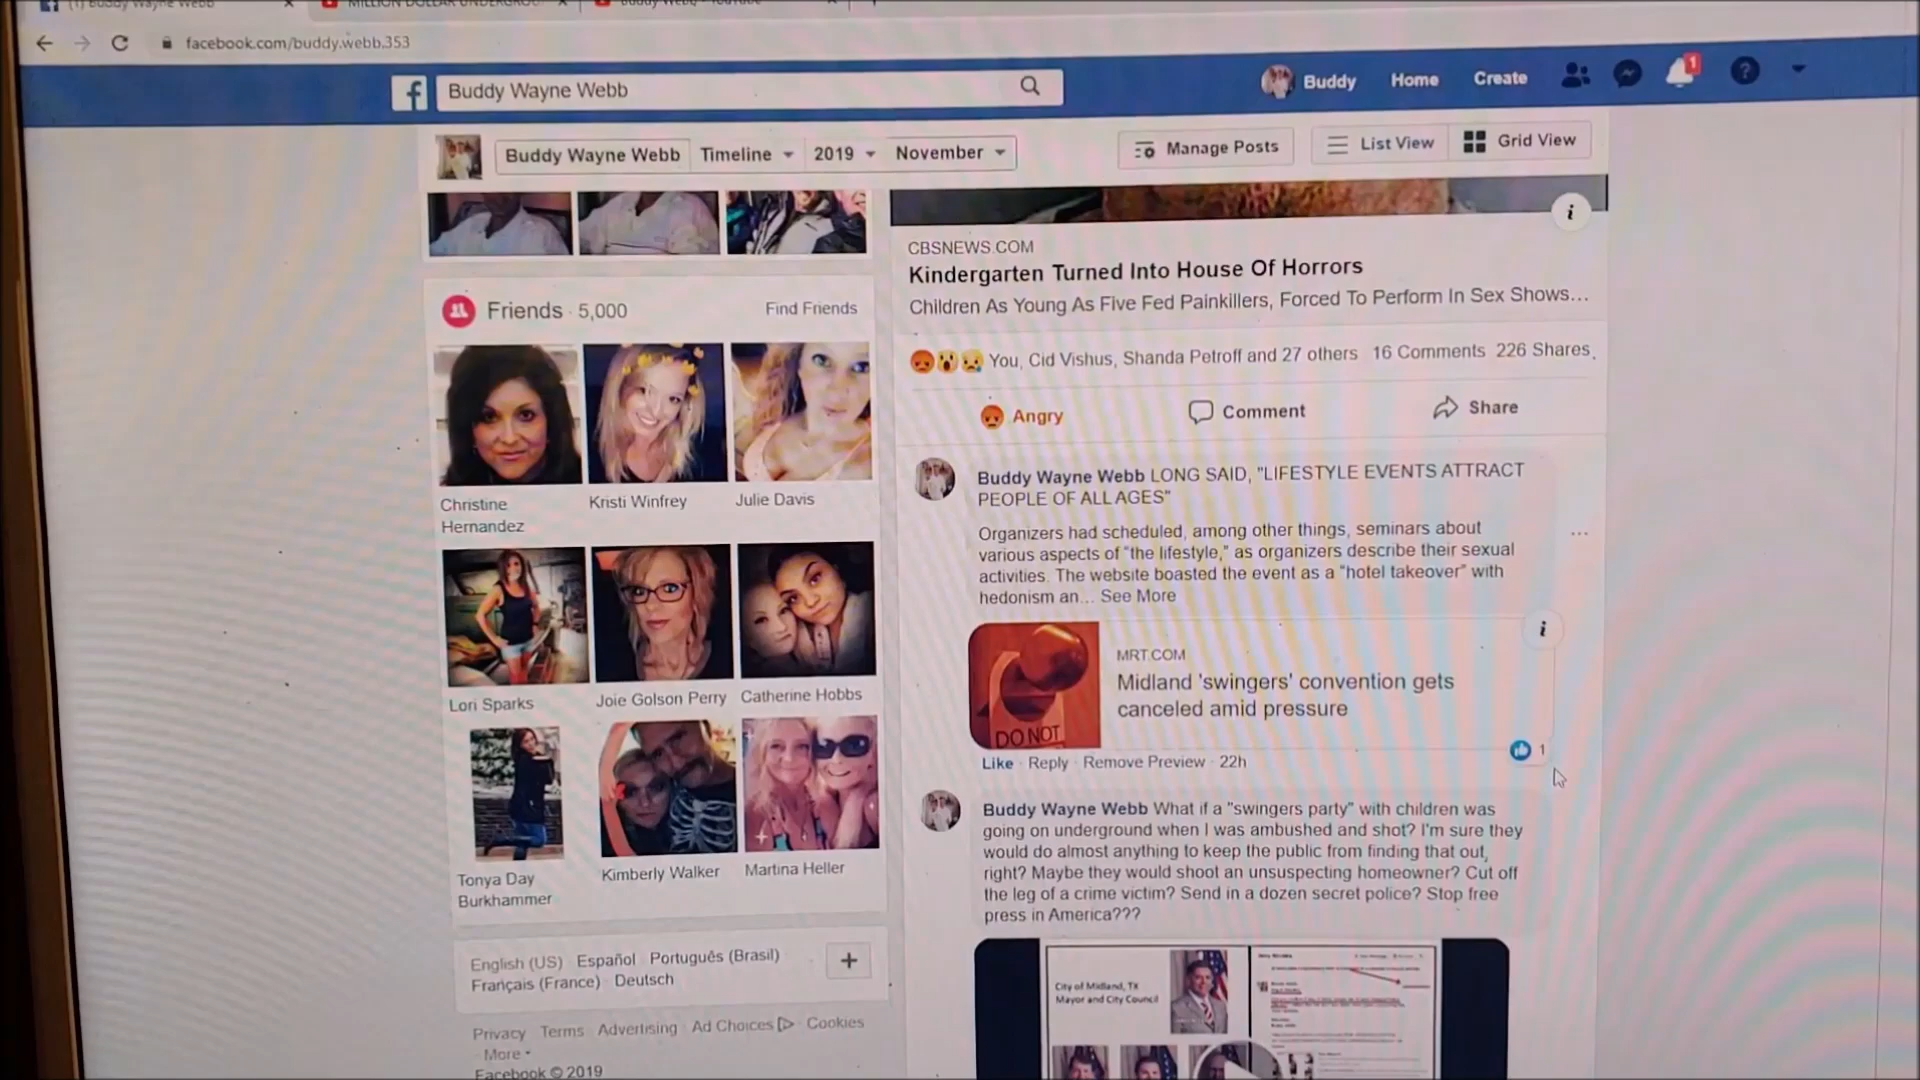 (1) Buddy Wayne Webb
MILLION DOLLAR UNDERGROU
Buddy Webb - YouTube
facebook.com/buddy.webb.353
Buddy Wayne Webb
Buddy
Home
Create
1
?
Buddy Wayne Webb
Timeline
2019
November
Manage Posts
List View
Grid View
i
CBSNEWS.COM
Kindergarten Turned Into House Of Horrors
Children As Young As Five Fed Painkillers, Forced To Perform In Sex Shows...
You, Cid Vishus, Shanda Petroff and 27 others 16 Comments 226 Shares
Angry
Comment
Share
Friends · 5,000
Find Friends
Christine
Hernandez
Kristi Winfrey
Julie Davis
Lori Sparks
Joie Golson Perry
Catherine Hobbs
Tonya Day
Burkhammer
Kimberly Walker
Martina Heller
English (US) · Español · Português (Brasil) ·
Français (France) · Deutsch
+
Privacy · Terms · Advertising · Ad Choices · Cookies
· More
Facebook © 2019
Buddy Wayne Webb LONG SAID, "LIFESTYLE EVENTS ATTRACT
PEOPLE OF ALL AGES"
Organizers had scheduled, among other things, seminars about
various aspects of "the lifestyle," as organizers describe their sexual
activities. The website boasted the event as a "hotel takeover" with
hedonism an... See More
...
i
DO NOT
MRT.COM
Midland 'swingers' convention gets
canceled amid pressure
1
Like · Reply · Remove Preview · 22h
Buddy Wayne Webb What if a "swingers party" with children was
going on underground when I was ambushed and shot? I'm sure they
would do almost anything to keep the public from finding that out,
right? Maybe they would shoot an unsuspecting homeowner? Cut off
the leg of a crime victim? Send in a dozen secret police? Stop free
press in America???
City of Midland, TX
Mayor and City Council